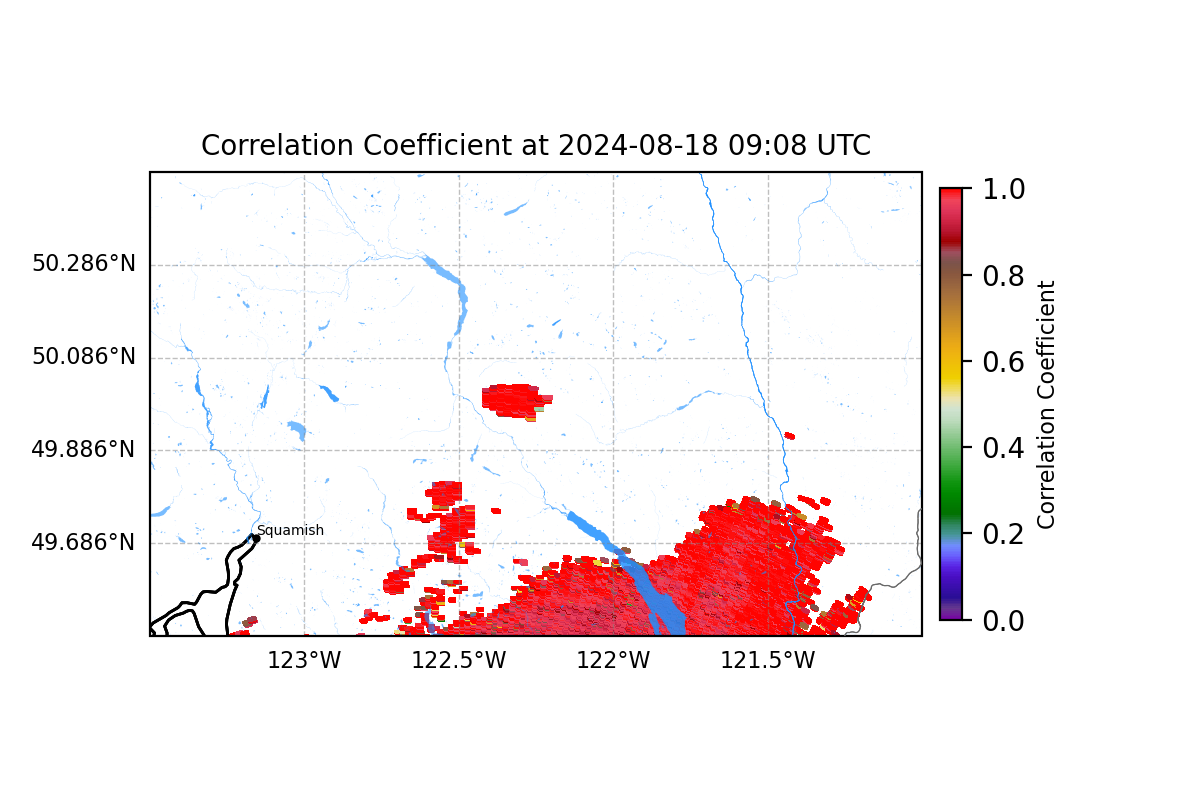 Correlation Coefficient at 2024-08-18 09:08 UTC
50.286°N
50.086°N
49.886°N
49.686°N
Squamish
123°W
122.5°W
122°W
121.5°W
1.0
0.8
0.6
0.4
0.2
0.0
Correlation Coefficient